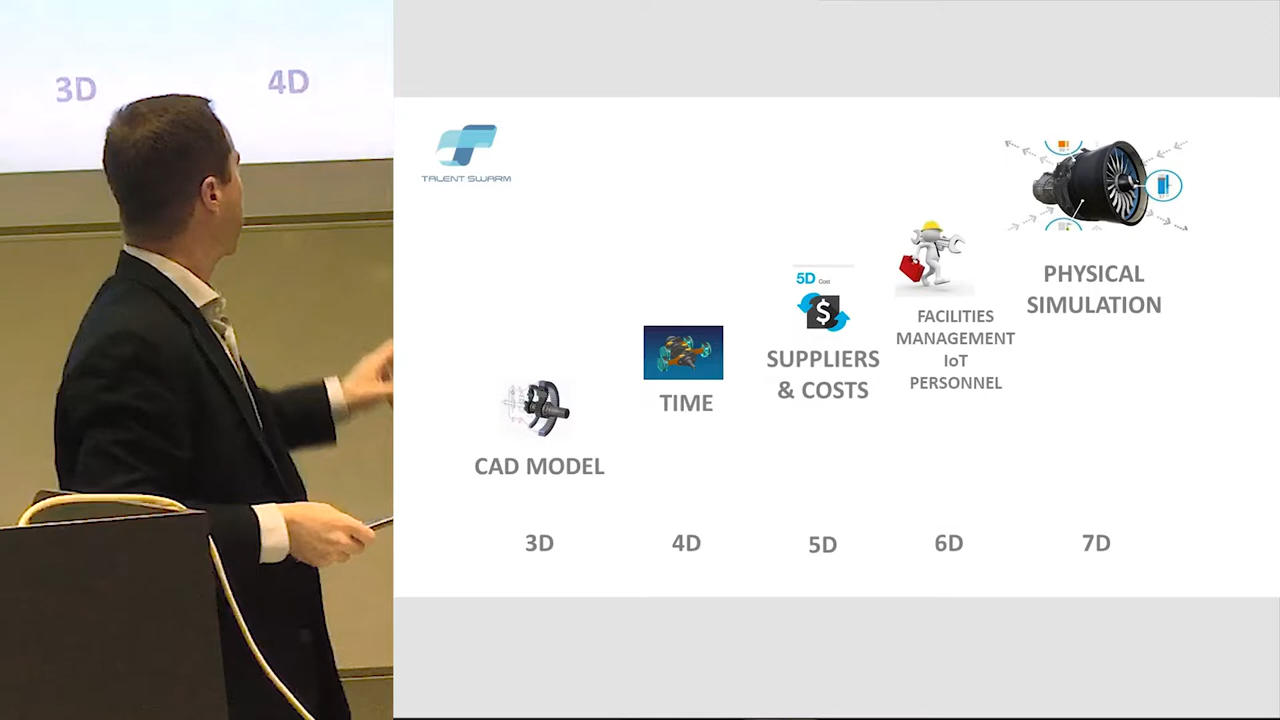 3D
4D
TALENT SWARM
5D Cost
$
CAD MODEL
TIME
SUPPLIERS
& COSTS
FACILITIES
MANAGEMENT
IoT
PERSONNEL
PHYSICAL
SIMULATION
3D
4D
5D
6D
7D